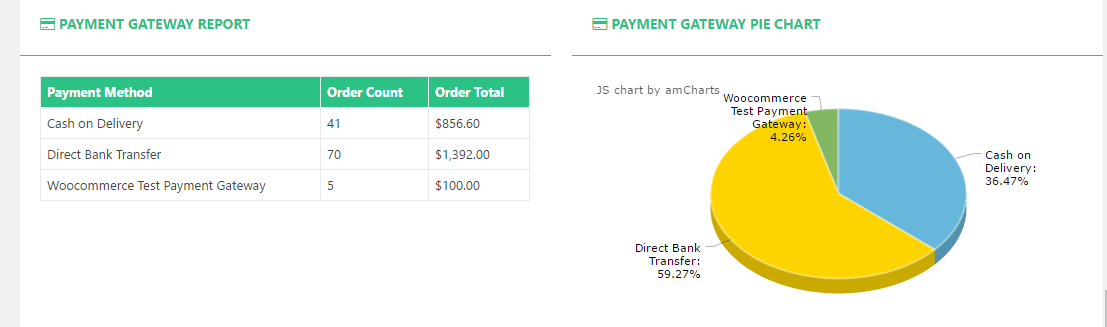 PAYMENT GATEWAY REPORT
Payment Method Order Count Order Total
Cash on Delivery 41 $856.60
Direct Bank Transfer 70 $1,392.00
Woocommerce Test Payment Gateway 5 $100.00
PAYMENT GATEWAY PIE CHART
JS chart by amCharts
Woocommerce
Test Payment
Gateway:
4.26%
Cash on
Delivery:
36.47%
Direct Bank
Transfer:
59.27%